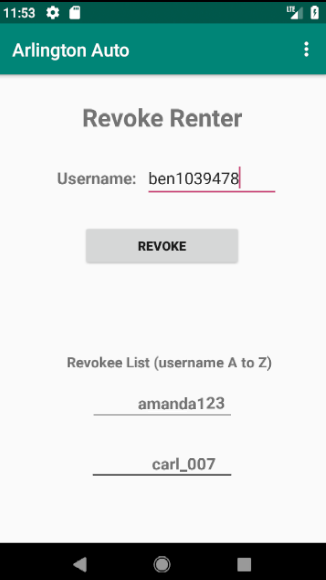 11:53
LTE
Arlington Auto
Revoke Renter
Username: ben1039478
REVOKE
Revokee List (username A to Z)
amanda123
carl_007